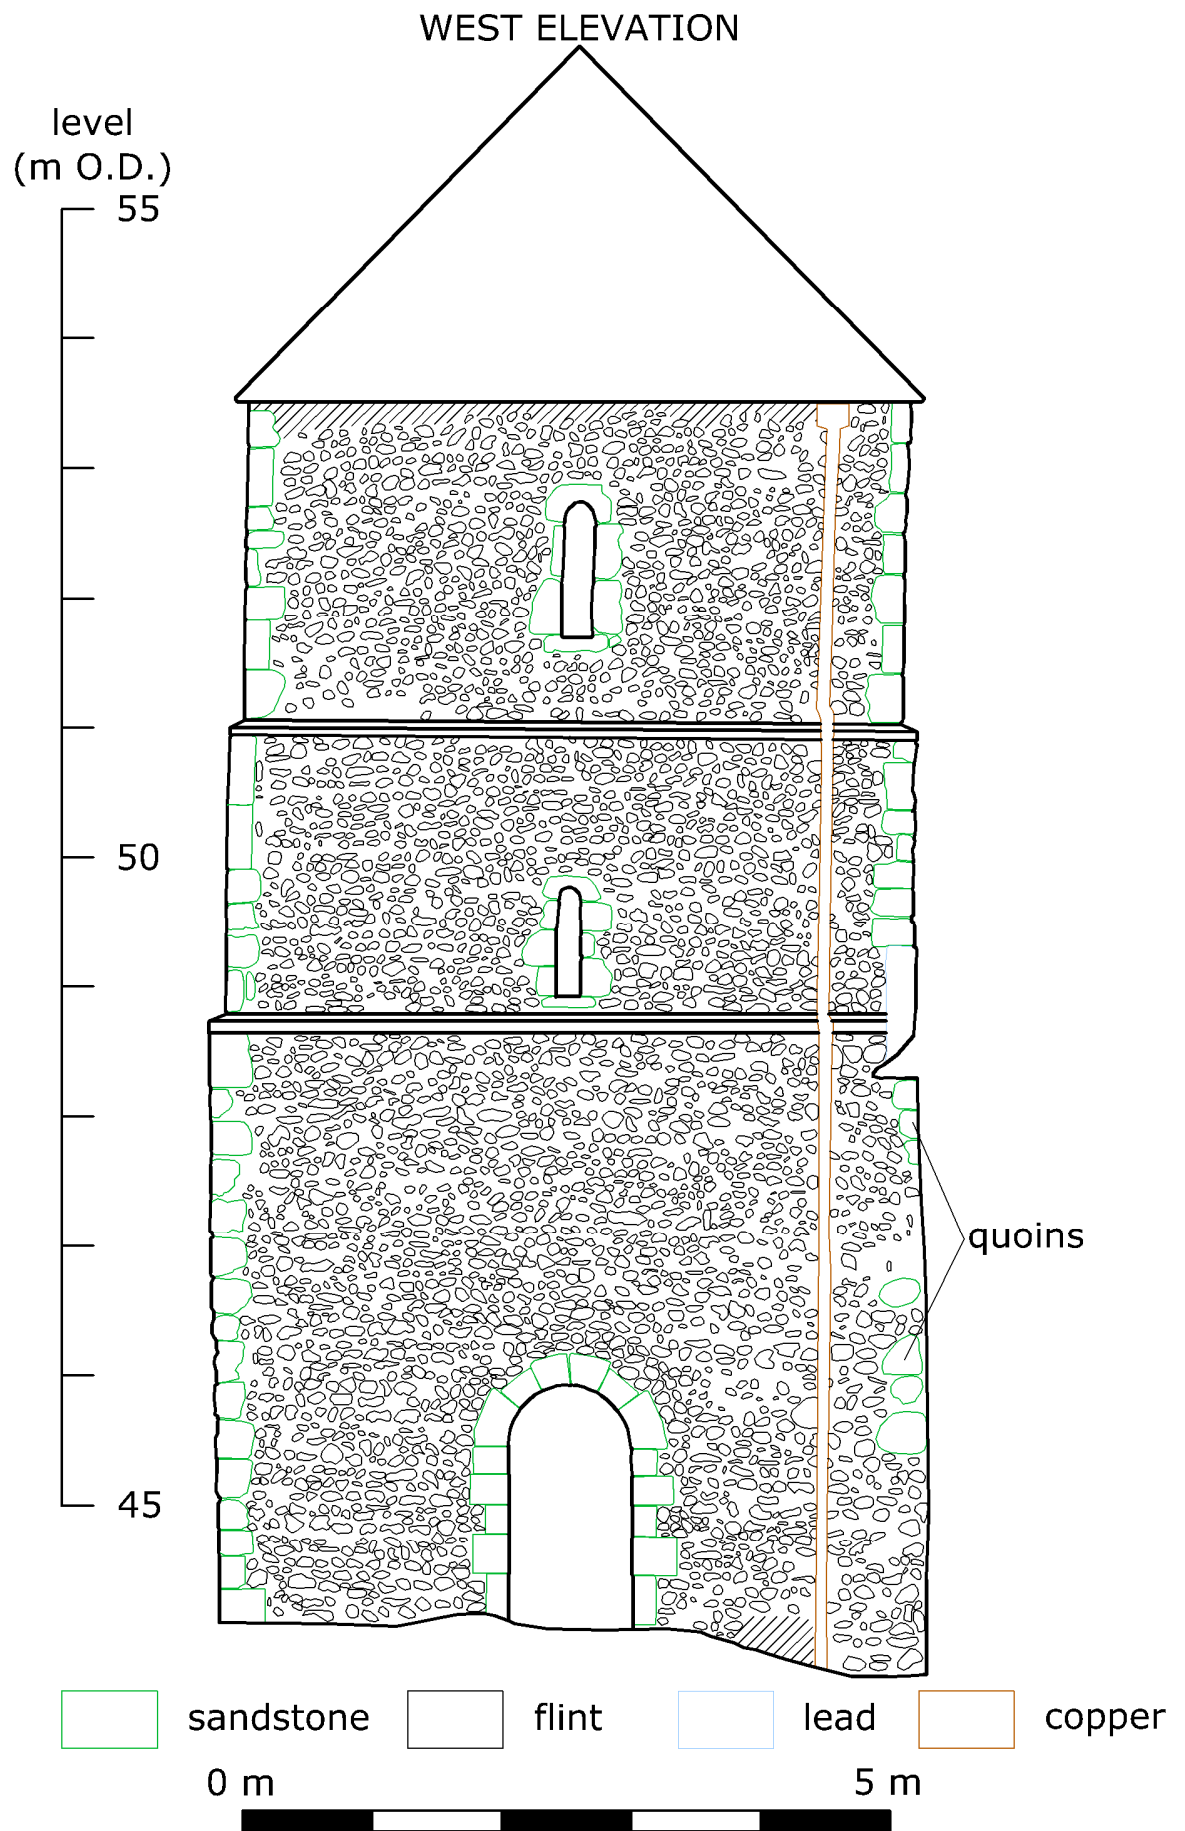 WEST ELEVATION
level
(m O.D.)
55
50
quoins
45
sandstone
flint
lead
copper
0 m
5 m